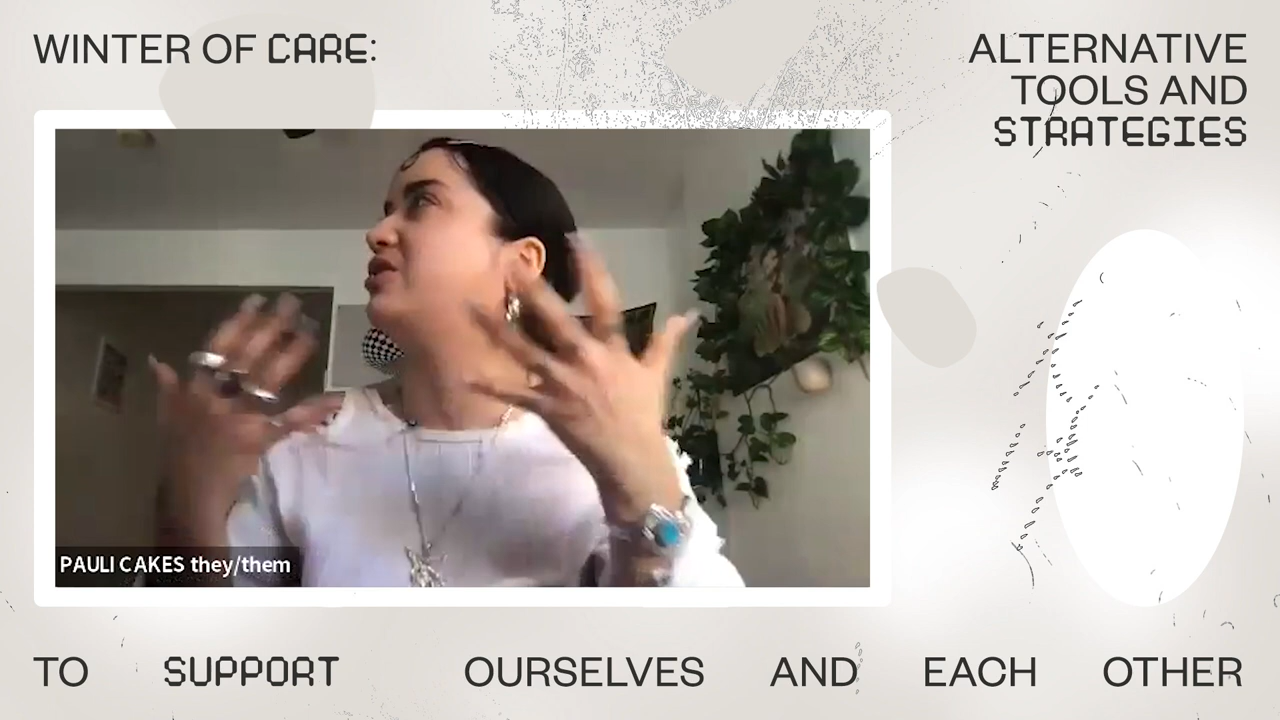 WINTER OF CARE:
ALTERNATIVE
TOOLS AND
STRATEGIES
PAULI CAKES they/them
TO SUPPORT OURSELVES AND EACH OTHER